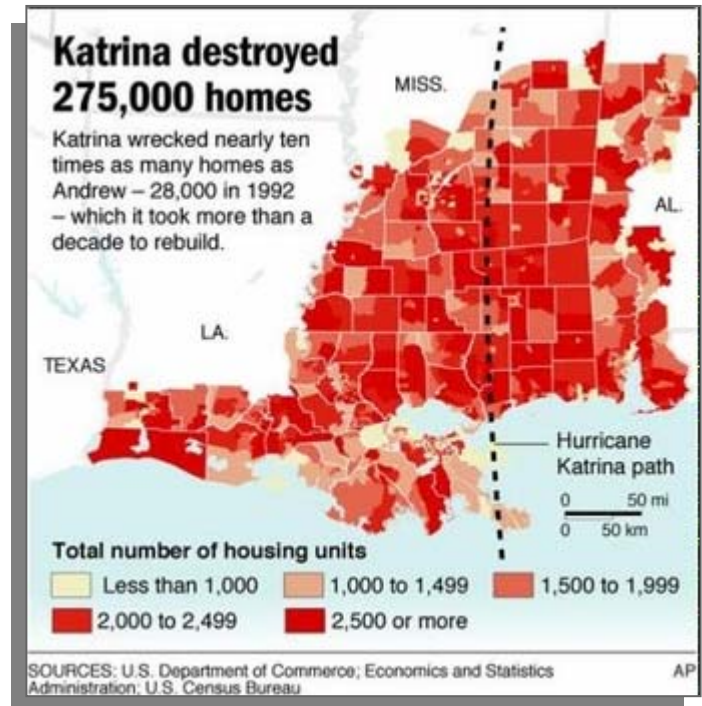 Katrina destroyed
275,000 homes
Katrina wrecked nearly ten
times as many homes as
Andrew – 28,000 in 1992
– which it took more than a
decade to rebuild.
MISS.
AL.
LA.
TEXAS
Hurricane
Katrina path
0 50 mi
0 50 km
Total number of housing units
Less than 1,000
1,000 to 1,499
1,500 to 1,999
2,000 to 2,499
2,500 or more
SOURCES: U.S. Department of Commerce; Economics and Statistics
Administration; U.S. Census Bureau
AP